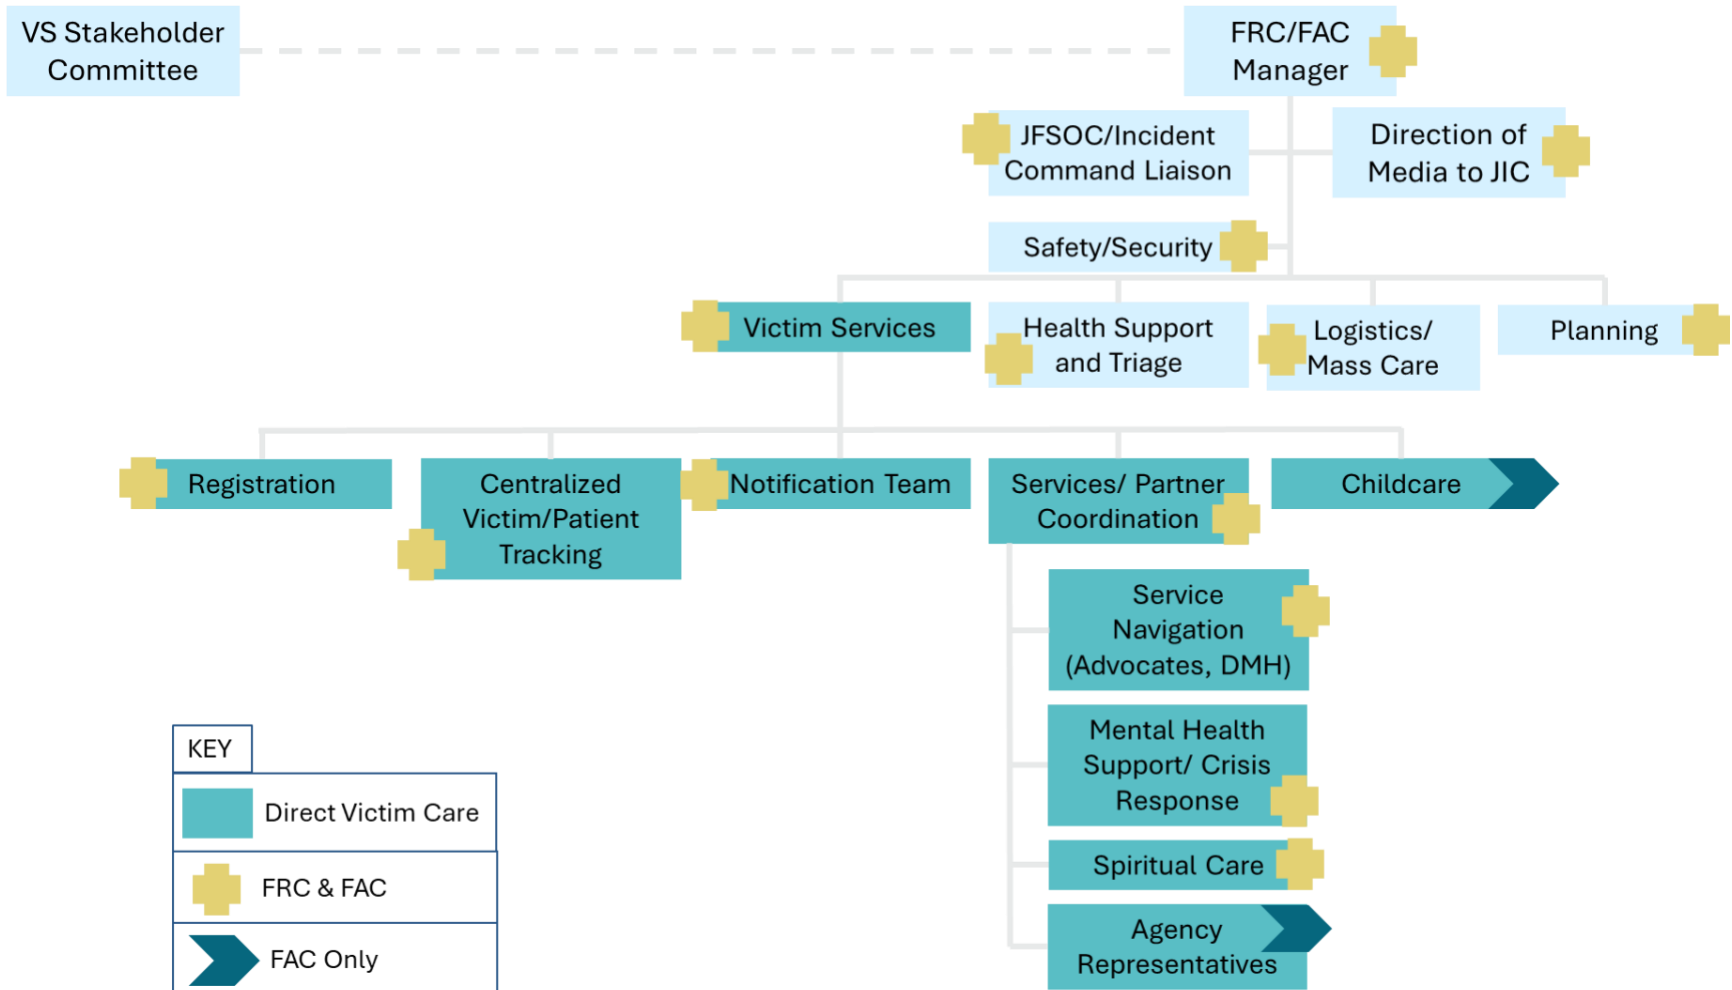 VS Stakeholder
Committee
FRC/FAC
Manager
JFSOC/Incident
Command Liaison
Direction of
Media to JIC
Safety/Security
Victim Services
Health Support
and Triage
Logistics/
Mass Care
Planning
Registration
Centralized
Victim/Patient
Tracking
Notification Team
Services/ Partner
Coordination
Childcare
Service
Navigation
(Advocates, DMH)
Mental Health
Support/ Crisis
Response
Spiritual Care
Agency
Representatives
KEY
Direct Victim Care
FRC & FAC
FAC Only